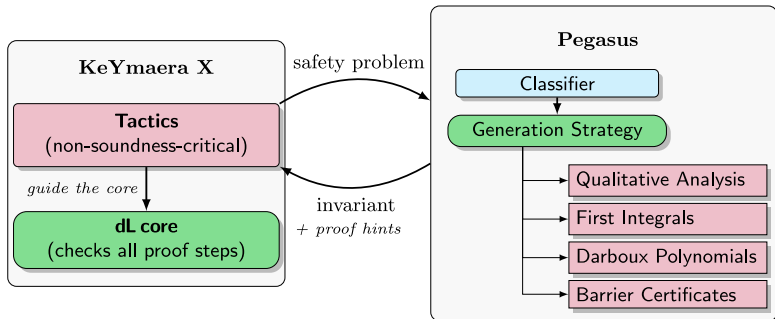 KeYmaera X
Tactics
(non-soundness-critical)
guide the core
dL core
(checks all proof steps)
safety problem
invariant
+ proof hints
Pegasus
Classifier
Generation Strategy
Qualitative Analysis
First Integrals
Darboux Polynomials
Barrier Certificates